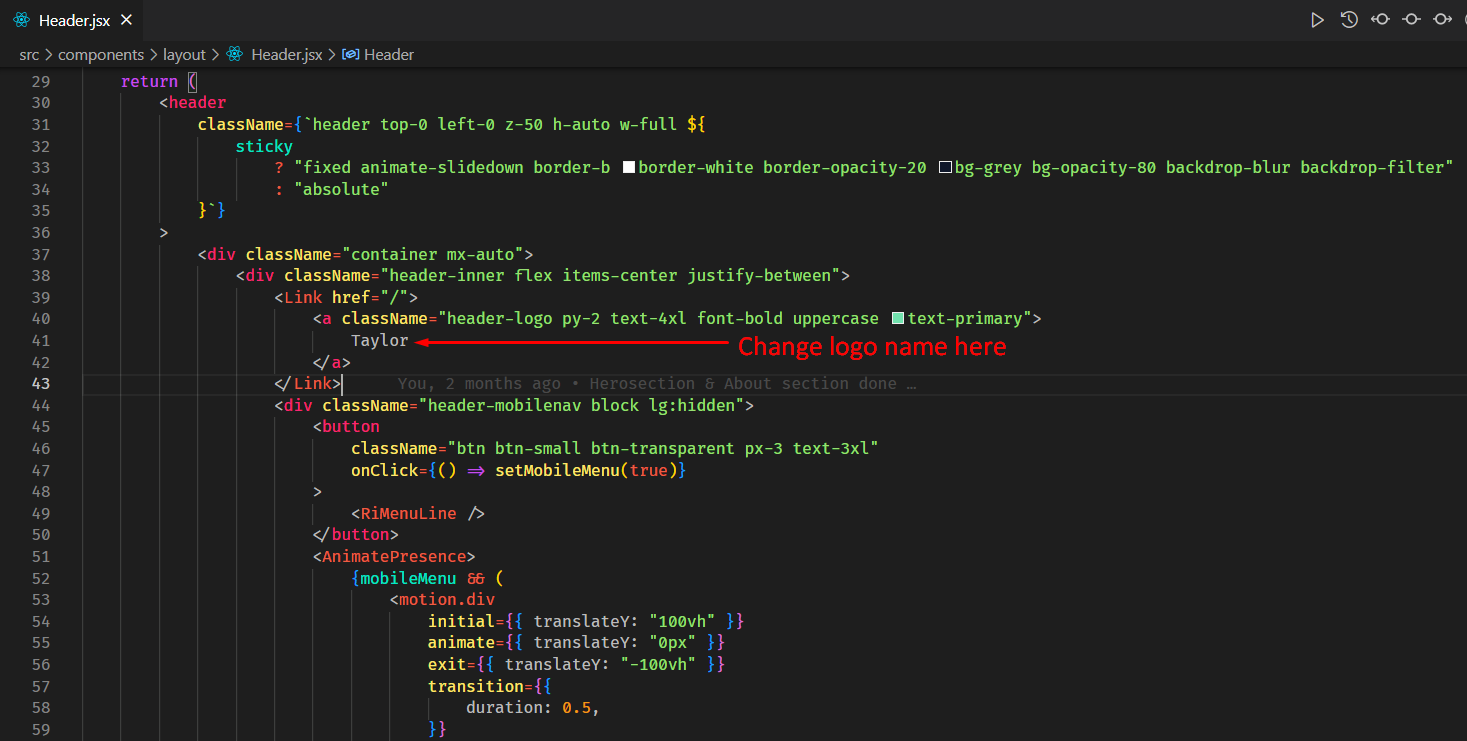 Header.jsx
src > components > layout > Header.jsx > Header
29 return (
30 <header
31 className={`header top-0 left-0 z-50 h-auto w-full ${
32 sticky
33 ? "fixed animate-slidedown border-b border-white border-opacity-20 bg-grey bg-opacity-80 backdrop-blur backdrop-filter"
34 : "absolute"
35 }`}
36 >
37 <div className="container mx-auto">
38 <div className="header-inner flex items-center justify-between">
39 <Link href="/">
40 <a className="header-logo py-2 text-4xl font-bold uppercase text-primary">
41 Taylor Change logo name here
42 </a>
43 </Link> You, 2 months ago • Herosection & About section done …
44 <div className="header-mobilenav block lg:hidden">
45 <button
46 className="btn btn-small btn-transparent px-3 text-3xl"
47 onClick={() => setMobileMenu(true)}
48 >
49 <RiMenuLine />
50 </button>
51 <AnimatePresence>
52 {mobileMenu && (
53 <motion.div
54 initial={{ translateY: "100vh" }}
55 animate={{ translateY: "0px" }}
56 exit={{ translateY: "-100vh" }}
57 transition={{
58 duration: 0.5,
59 }}